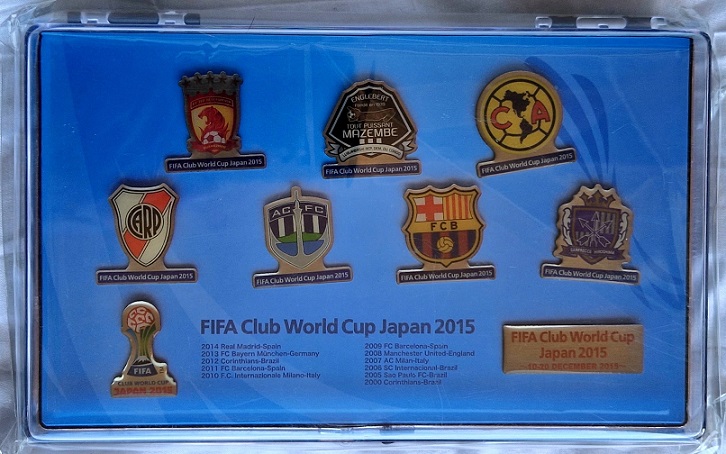 FIFA Club World Cup Japan 2015
ENGLEBERT
TOUT PUISSANT
MAZEMBE
FIFA Club World Cup Japan 2015
C A
FIFA Club World Cup Japan 2015
CARP
FIFA Club World Cup Japan 2015
ACFC
FIFA Club World Cup Japan 2015
FCB
FIFA Club World Cup Japan 2015
FIFA Club World Cup Japan 2015
FIFA
CLUB WORLD CUP
JAPAN 2015
FIFA Club World Cup Japan 2015
2014 Real Madrid-Spain
2013 FC Bayern München-Germany
2012 Corinthians-Brazil
2011 FC Barcelona-Spain
2010 F.C. Internazionale Milano-Italy
2009 FC Barcelona-Spain
2008 Manchester United-England
2007 AC Milan-Italy
2006 SC Internacional-Brazil
2005 Sao Paulo FC-Brazil
2000 Corinthians-Brazil
FIFA Club World Cup
Japan 2015
10-20 DECEMBER 2015